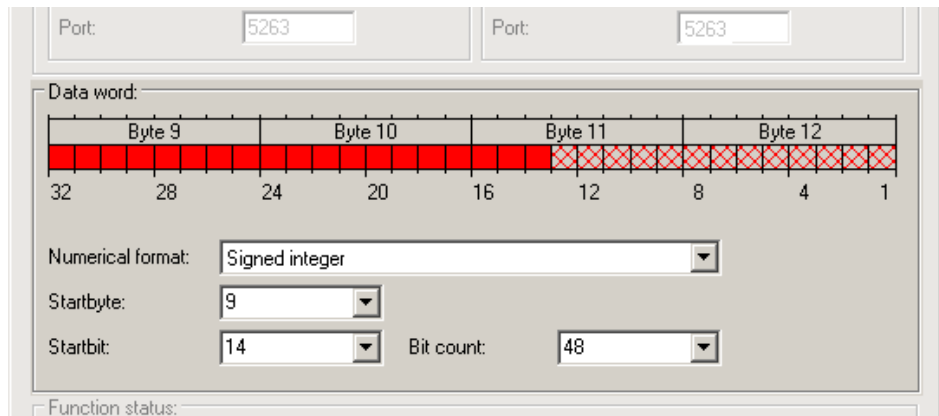 Port: 5263 Port: 5263
Data word:
Byte 9 Byte 10 Byte 11 Byte 12
32 28 24 20 16 12 8 4 1
Numerical format: Signed integer
Startbyte: 9
Startbit: 14 Bit count: 48
Function status: